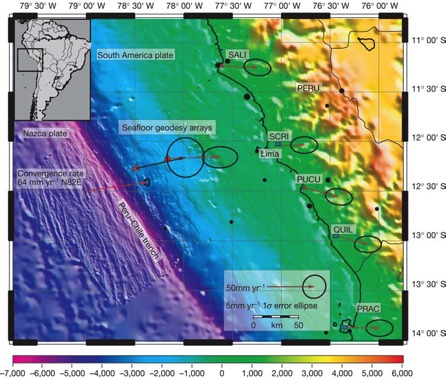 79° 30' W 79° 00' W 78° 30' W 78° 00' W 77° 30' W 77° 00' W 76° 30' W 76° 00' W
11° 00' S
South America plate
SALI
PERU
11° 30' S
Nazca plate
Seafloor geodesy arrays
12° 00' S
SCRI
Lima
Convergence rate
64 mm yr⁻¹ N82E
PUCU
12° 30' S
Peru–Chile trench
QUIL
13° 00' S
50mm yr⁻¹
13° 30' S
5mm yr⁻¹ 1σ error ellipse
0 km 50
PRAC
14° 00' S
–7,000 –6,000 –5,000 –4,000 –3,000 –2,000 –1,000 0 1,000 2,000 3,000 4,000 5,000 6,000